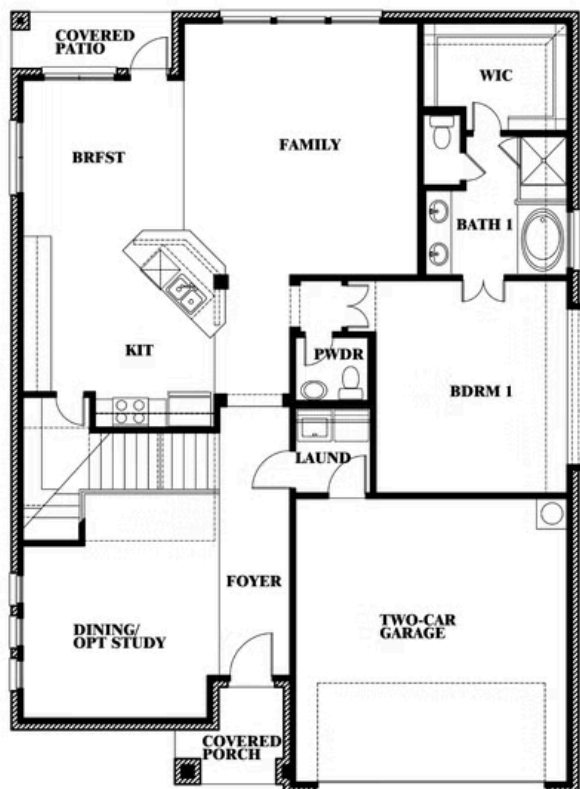 COVERED
PATIO
WIC
BRFST
FAMILY
BATH 1
KIT
PWDR
BDRM 1
LAUND
FOYER
DINING/
OPT STUDY
TWO-CAR
GARAGE
COVERED
PORCH